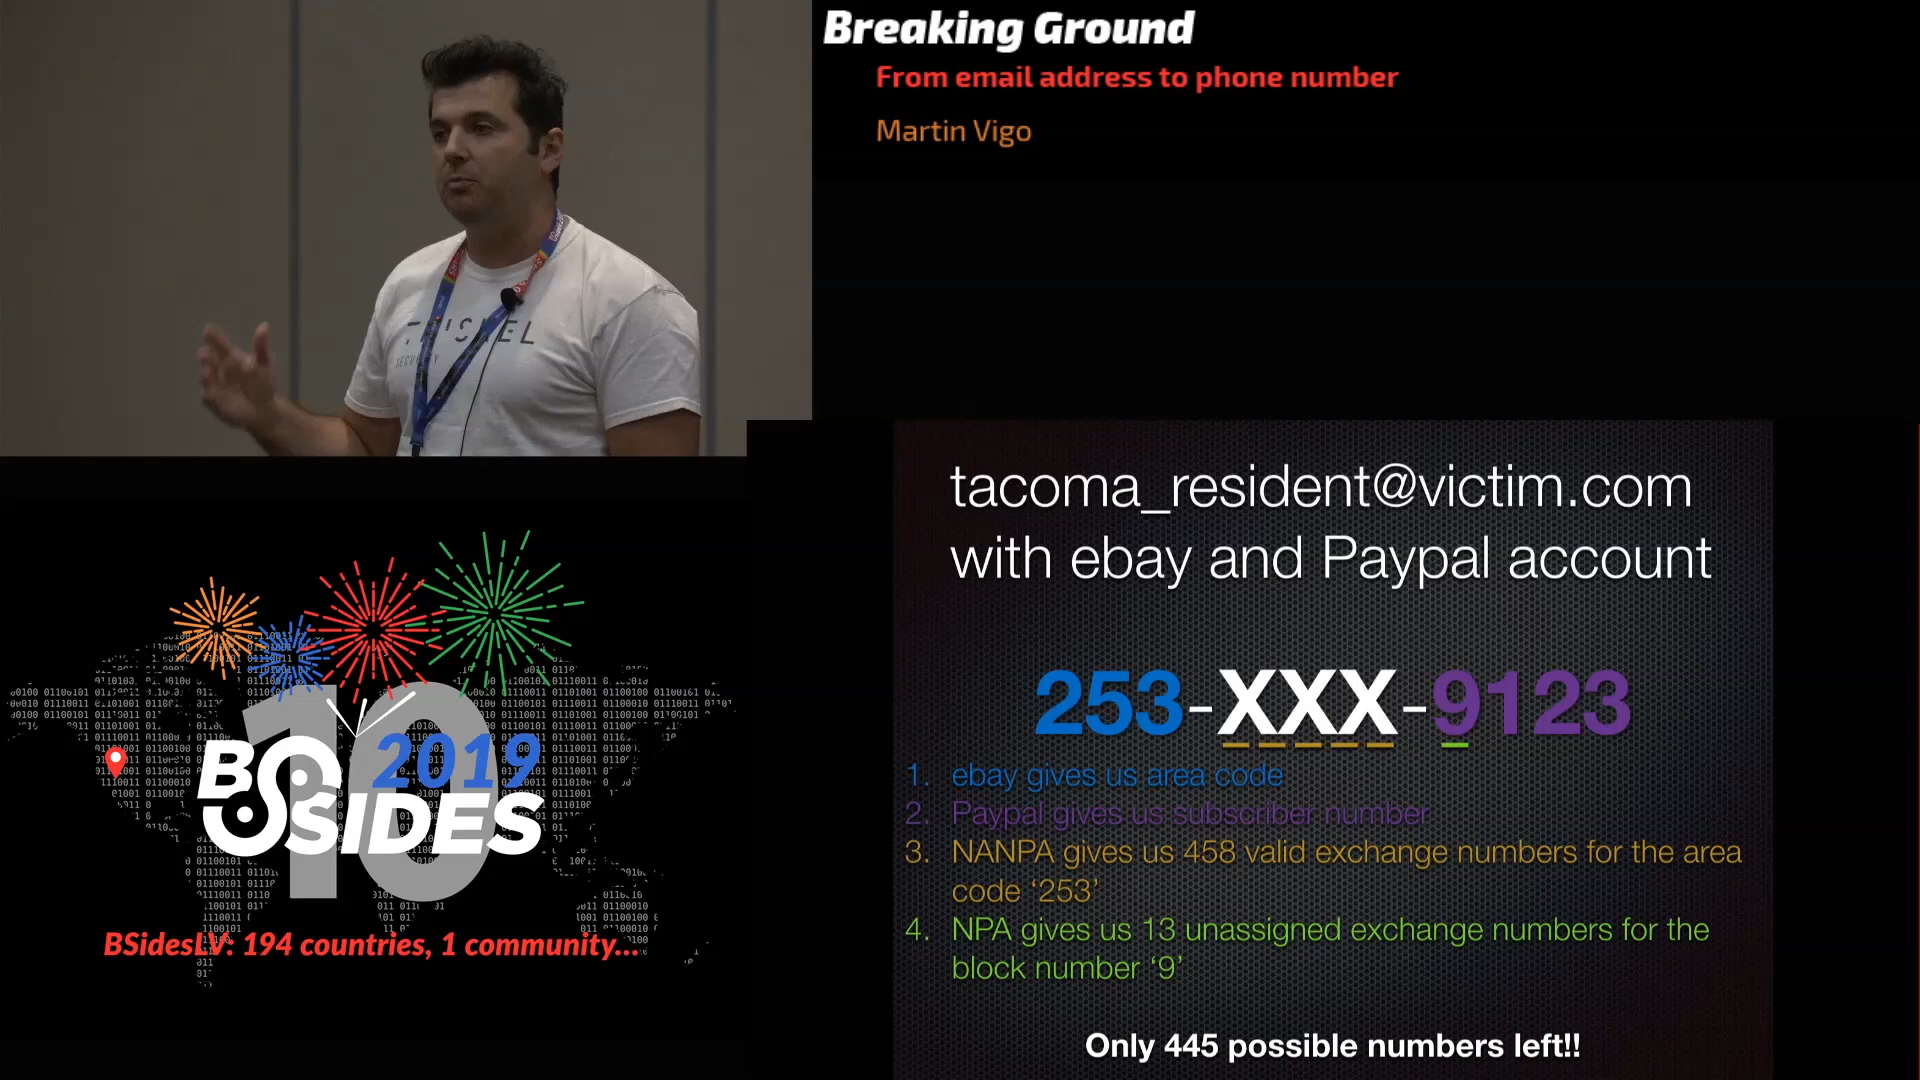 Breaking Ground
From email address to phone number
Martin Vigo
tacoma_resident@victim.com
with ebay and Paypal account
253-XXX-9123
1. ebay gives us area code
2. Paypal gives us subscriber number
3. NANPA gives us 458 valid exchange numbers for the area
code ‘253’
4. NPA gives us 13 unassigned exchange numbers for the
block number ‘9’
Only 445 possible numbers left!!
10
2019
BSIDES
BSidesLV: 194 countries, 1 community...